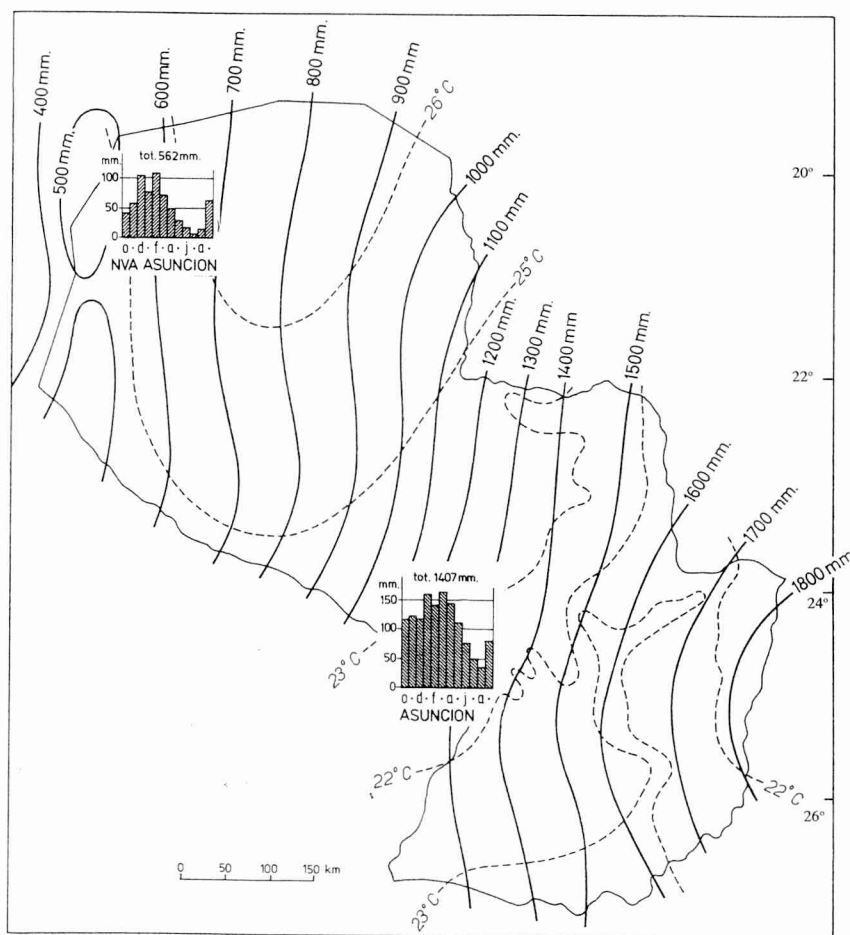 400 mm.
500 mm.
600 mm.
700 mm.
800 mm.
900 mm.
26°C
1000 mm.
1100 mm
25°C
20°
mm.
tot. 562 mm.
100
50
0
o · d · f · a · j · a ·
NVA ASUNCION
1200 mm.
1300 mm.
1400 mm
1500 mm.
22°
1600 mm.
1700 mm.
1800 mm
24°
mm.
tot. 1407 mm.
150
100
50
0
o · d · f · a · j · a ·
ASUNCION
23°C
22°C
22°C
26°
0 50 100 150 km
23°C